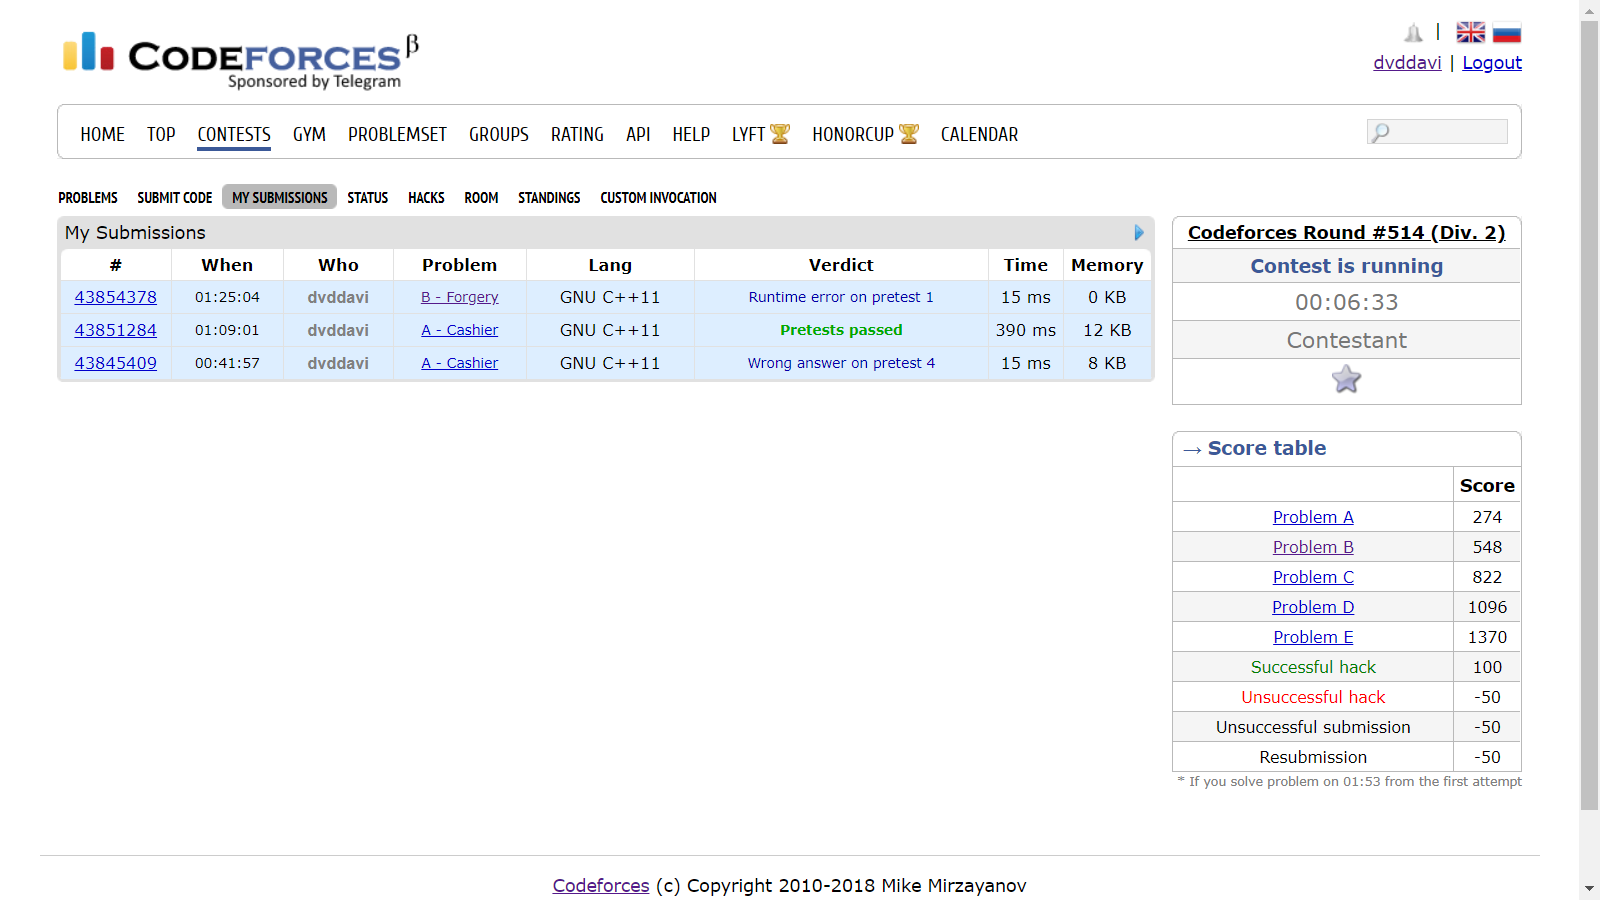 CODEFORCES β
Sponsored by Telegram
|
dvddavi | Logout
HOME TOP CONTESTS GYM PROBLEMSET GROUPS RATING API HELP LYFT HONORCUP CALENDAR
PROBLEMS SUBMIT CODE MY SUBMISSIONS STATUS HACKS ROOM STANDINGS CUSTOM INVOCATION
My Submissions
# When Who Problem Lang Verdict Time Memory
43854378 01:25:04 dvddavi B - Forgery GNU C++11 Runtime error on pretest 1 15 ms 0 KB
43851284 01:09:01 dvddavi A - Cashier GNU C++11 Pretests passed 390 ms 12 KB
43845409 00:41:57 dvddavi A - Cashier GNU C++11 Wrong answer on pretest 4 15 ms 8 KB
Codeforces Round #514 (Div. 2)
Contest is running
00:06:33
Contestant
→ Score table
Score
Problem A 274
Problem B 548
Problem C 822
Problem D 1096
Problem E 1370
Successful hack 100
Unsuccessful hack -50
Unsuccessful submission -50
Resubmission -50
* If you solve problem on 01:53 from the first attempt
Codeforces (c) Copyright 2010-2018 Mike Mirzayanov